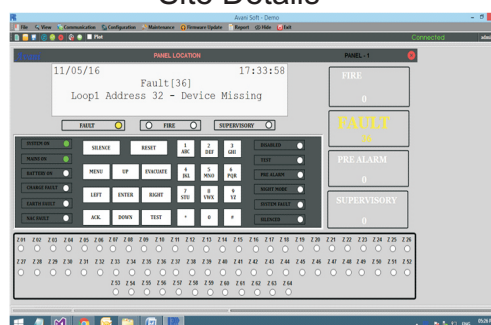 Site Details
Avani Soft - Demo
File View Communication Configuration Maintenance Firmware Update Report Hide Exit
Plot Connected
PANEL LOCATION PANEL - 1
11/05/16 17:33:58
Fault[36]
Loop1 Address 32 - Device Missing
FAULT FIRE SUPERVISORY
FIRE
0
FAULT
36
PRE ALARM
0
SUPERVISORY
0
SYSTEM ON
MAINS ON
BATTERY ON
CHARGE FAULT
EARTH FAULT
NAC FAULT
SILENCE RESET 1 ABC 2 DEF 3 GHI
MENU UP EVACUATE 4 JKL 5 MNO 6 PQR
LEFT ENTER RIGHT 7 STU 8 VWX 9 YZ
ACK DOWN TEST * 0 #
DISABLED
TEST
PRE ALARM
NIGHT MODE
SYSTEM FAULT
SILENCED
Z 01 Z 02 Z 03 Z 04 Z 05 Z 06 Z 07 Z 08 Z 09 Z 10 Z 11 Z 12 Z 13 Z 14 Z 15 Z 16 Z 17 Z 18 Z 19 Z 20 Z 21 Z 22 Z 23 Z 24 Z 25 Z 26
Z 27 Z 28 Z 29 Z 30 Z 31 Z 32 Z 33 Z 34 Z 35 Z 36 Z 37 Z 38 Z 39 Z 40 Z 41 Z 42 Z 43 Z 44 Z 45 Z 46 Z 47 Z 48 Z 49 Z 50 Z 51 Z 52
Z 53 Z 54 Z 55 Z 56 Z 57 Z 58 Z 59 Z 60 Z 61 Z 62 Z 63 Z 64
ENG